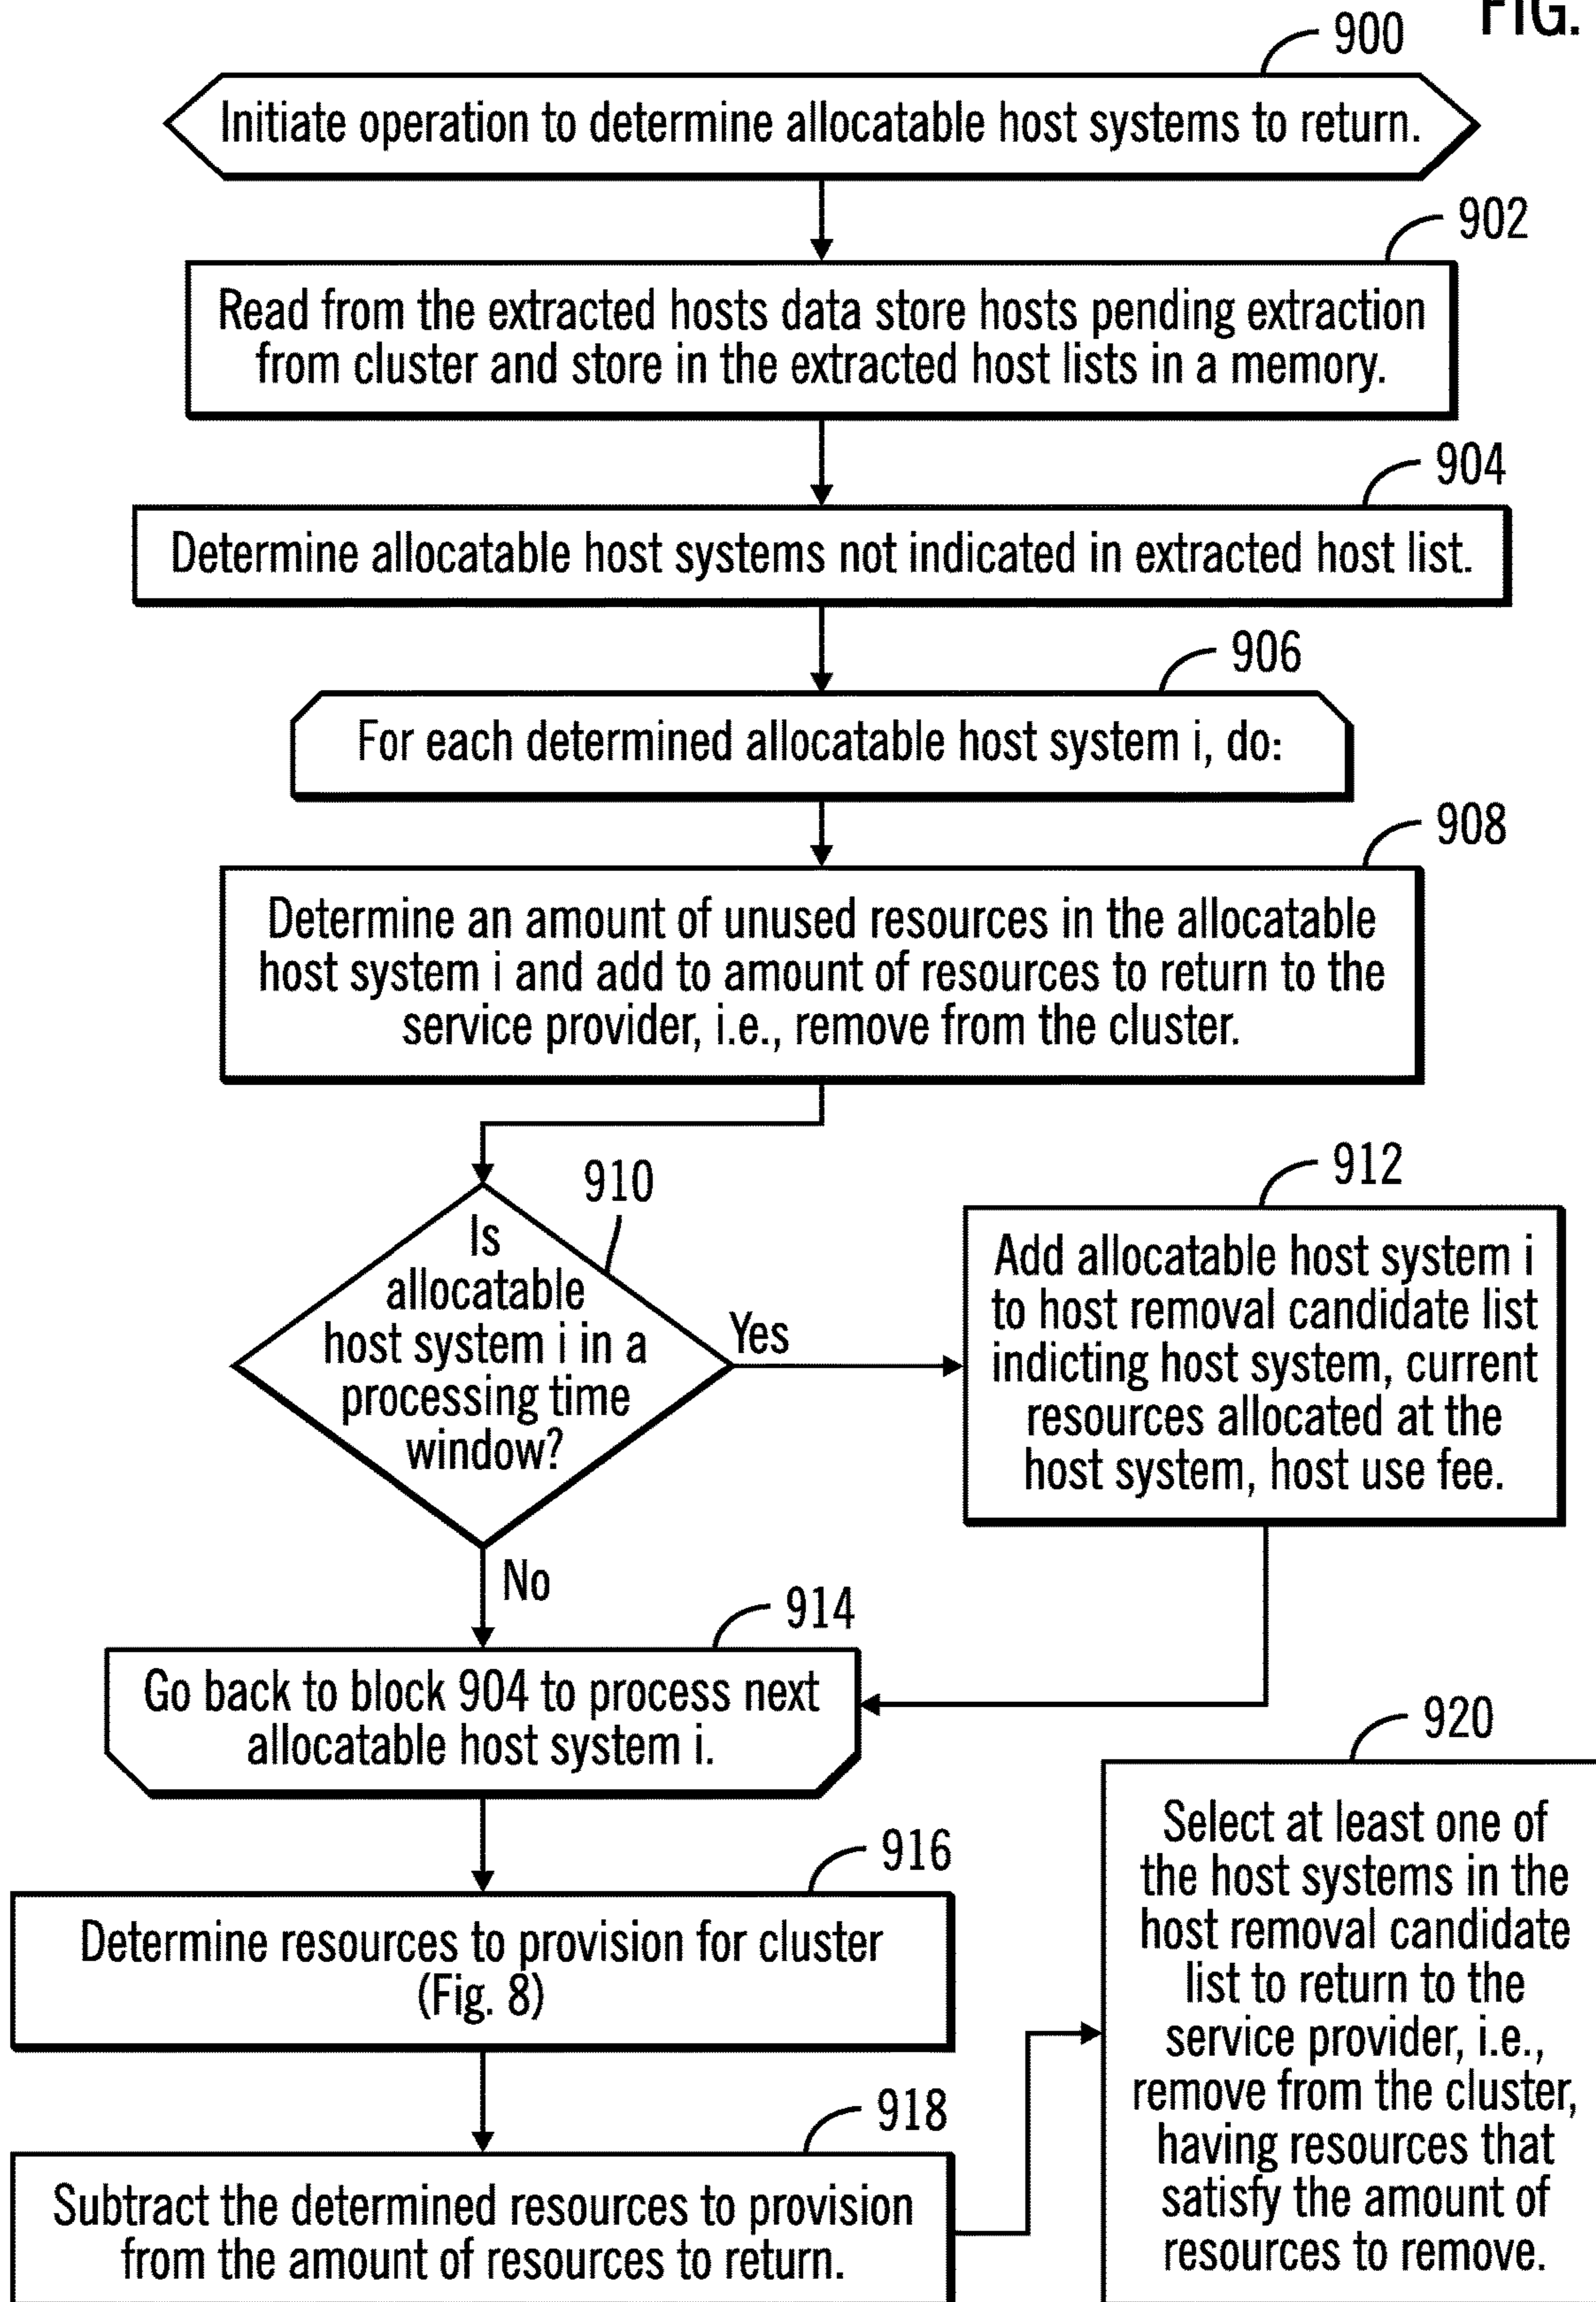 FIG.
900
Initiate operation to determine allocatable host systems to return.
902
Read from the extracted hosts data store hosts pending extraction
from cluster and store in the extracted host lists in a memory.
904
Determine allocatable host systems not indicated in extracted host list.
906
For each determined allocatable host system i, do:
908
Determine an amount of unused resources in the allocatable
host system i and add to amount of resources to return to the
service provider, i.e., remove from the cluster.
910
Is
allocatable
host system i in a
processing time
window?
Yes
No
912
Add allocatable host system i
to host removal candidate list
indicting host system, current
resources allocated at the
host system, host use fee.
914
Go back to block 904 to process next
allocatable host system i.
916
Determine resources to provision for cluster
(Fig. 8)
918
Subtract the determined resources to provision
from the amount of resources to return.
920
Select at least one of
the host systems in the
host removal candidate
list to return to the
service provider, i.e.,
remove from the cluster,
having resources that
satisfy the amount of
resources to remove.